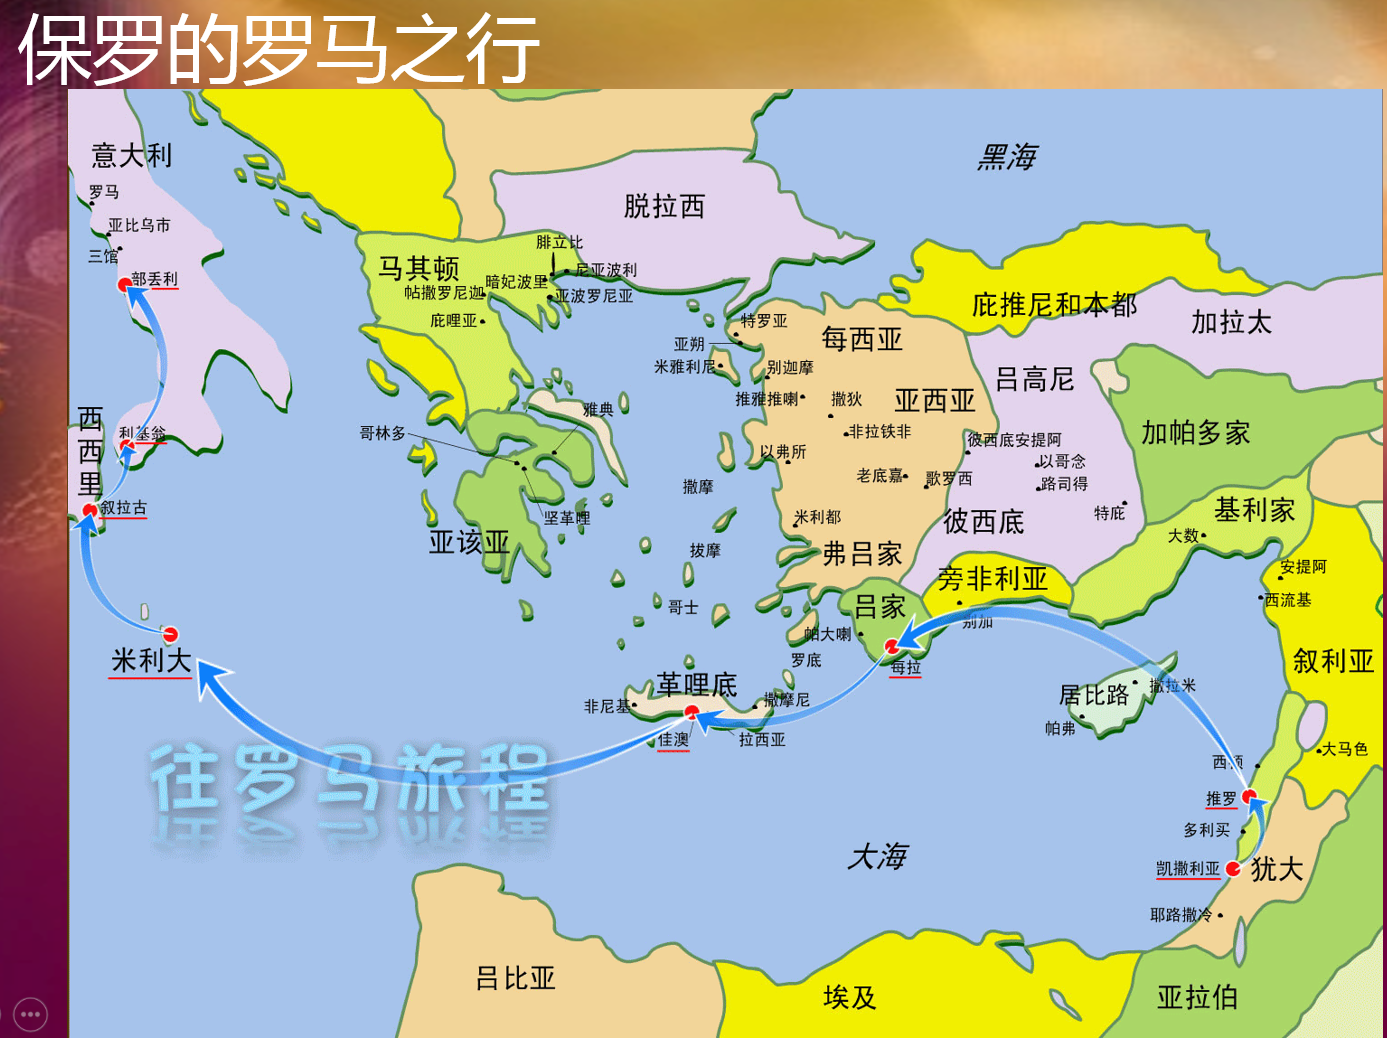 保罗的罗马之行
意大利
黑海
罗马
脱拉西
亚比乌市
三馆
腓立比
马其顿
尼亚波利
部丢利
暗妃波里
帖撒罗尼迦
亚波罗尼亚
庇推尼和本都
庇哩亚
特罗亚
加拉太
亚朔
每西亚
米雅利尼
别迦摩
吕高尼
推雅推喇
撒狄
亚西亚
雅典
西西里
利基翁
哥林多
非拉铁非
加帕多家
彼西底安提阿
以弗所
以哥念
老底嘉
歌罗西
路司得
撒摩
叙拉古
特庇
基利家
坚革哩
米利都
彼西底
大数
亚该亚
拔摩
弗吕家
安提阿
旁非利亚
西流基
哥士
吕家
别加
帕大喇
米利大
罗底
每拉
叙利亚
革哩底
撒拉米
居比路
非尼基
撒摩尼
帕弗
佳澳
拉西亚
大马色
西顿
往罗马旅程
推罗
多利买
大海
凯撒利亚
犹大
耶路撒冷
吕比亚
埃及
亚拉伯